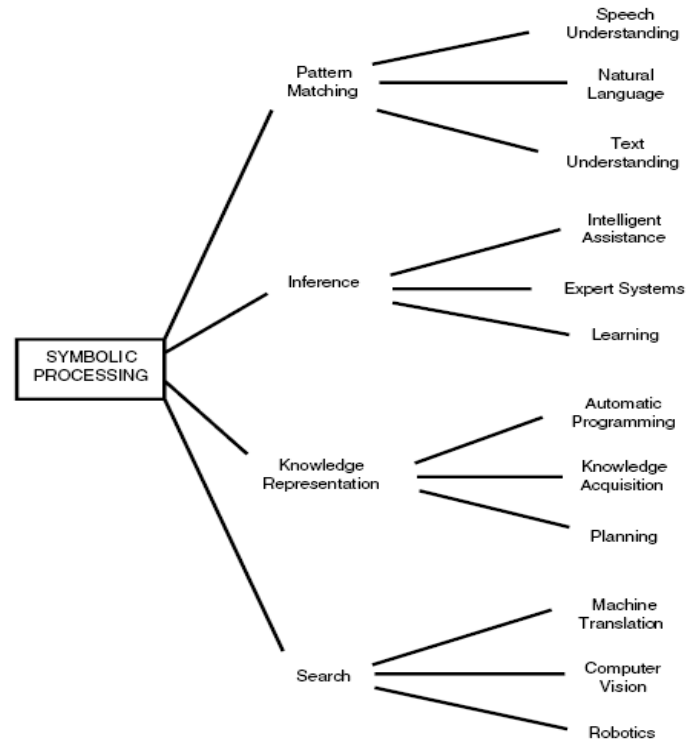 SYMBOLIC
PROCESSING
Pattern
Matching
Speech
Understanding
Natural
Language
Text
Understanding
Inference
Intelligent
Assistance
Expert Systems
Learning
Knowledge
Representation
Automatic
Programming
Knowledge
Acquisition
Planning
Search
Machine
Translation
Computer
Vision
Robotics